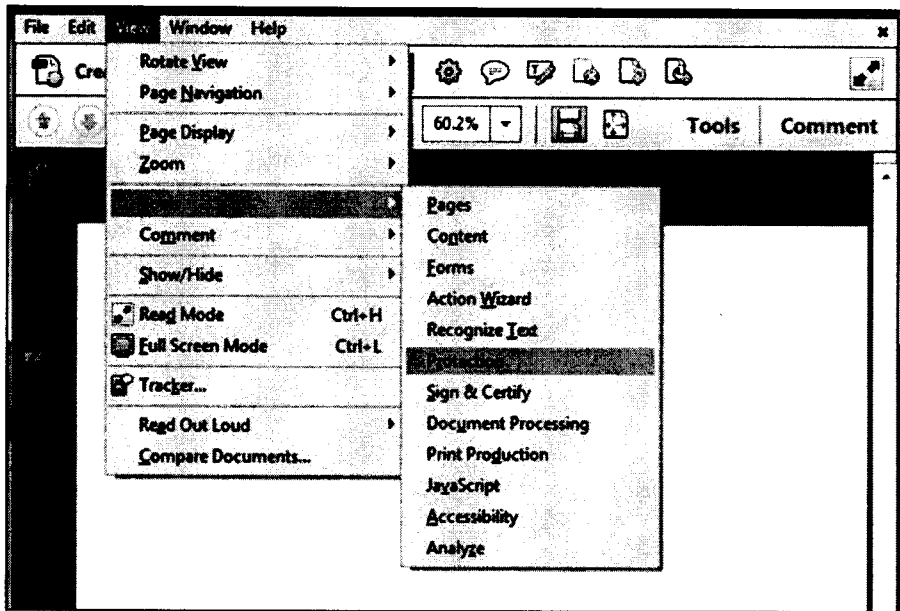 File Edit View Window Help
Rotate View
Page Navigation
60.2% Tools Comment
Page Display
Zoom
Pages
Content
Comment
Forms
Show/Hide
Action Wizard
Read Mode Ctrl+H
Recognize Text
Full Screen Mode Ctrl+L
Protection
Tracker...
Sign & Certify
Read Out Loud
Document Processing
Compare Documents...
Print Production
JavaScript
Accessibility
Analyze